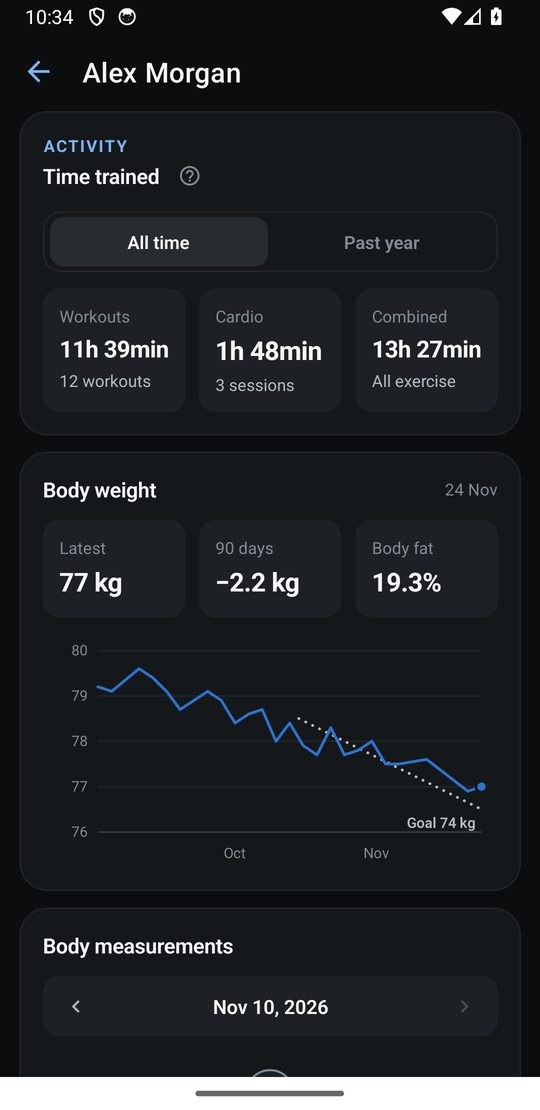 10:34
Alex Morgan
ACTIVITY
Time trained
All time
Past year
Workouts
11h 39min
12 workouts
Cardio
1h 48min
3 sessions
Combined
13h 27min
All exercise
Body weight
24 Nov
Latest
77 kg
90 days
−2.2 kg
Body fat
19.3%
80
79
78
77
76
Goal 74 kg
Oct
Nov
Body measurements
Nov 10, 2026